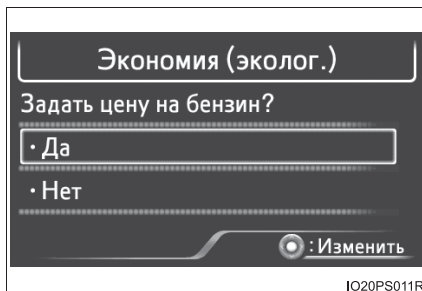 Экономия (эколог.)
Задать цену на бензин?
· Да
· Нет
: Изменить
IO20PS011R